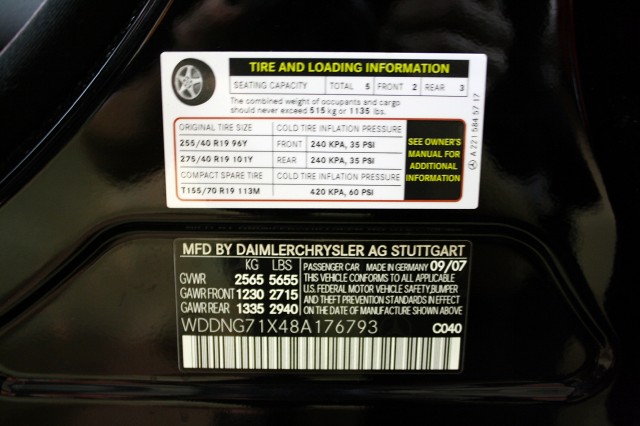 TIRE AND LOADING INFORMATION
SEATING CAPACITY TOTAL 5 FRONT 2 REAR 3
The combined weight of occupants and cargo
should never exceed 515 kg or 1135 lbs.
ORIGINAL TIRE SIZE COLD TIRE INFLATION PRESSURE
255/40 R19 96Y FRONT 240 KPA, 35 PSI
275/40 R19 101Y REAR 240 KPA, 35 PSI
COMPACT SPARE TIRE COLD TIRE INFLATION PRESSURE
T155/70 R19 113M 420 KPA, 60 PSI
SEE OWNER'S
MANUAL FOR
ADDITIONAL
INFORMATION
A 221 584 57 17
MFD BY DAIMLERCHRYSLER AG STUTTGART
KG LBS
GVWR 2565 5655
GAWR FRONT 1230 2715
GAWR REAR 1335 2940
PASSENGER CAR MADE IN GERMANY 09/07
THIS VEHICLE CONFORMS TO ALL APPLICABLE
U.S. FEDERAL MOTOR VEHICLE SAFETY,BUMPER
AND THEFT PREVENTION STANDARDS IN EFFECT
ON THE DATE OF MANUFACTURE SHOWN ABOVE.
WDDNG71X48A176793 C040